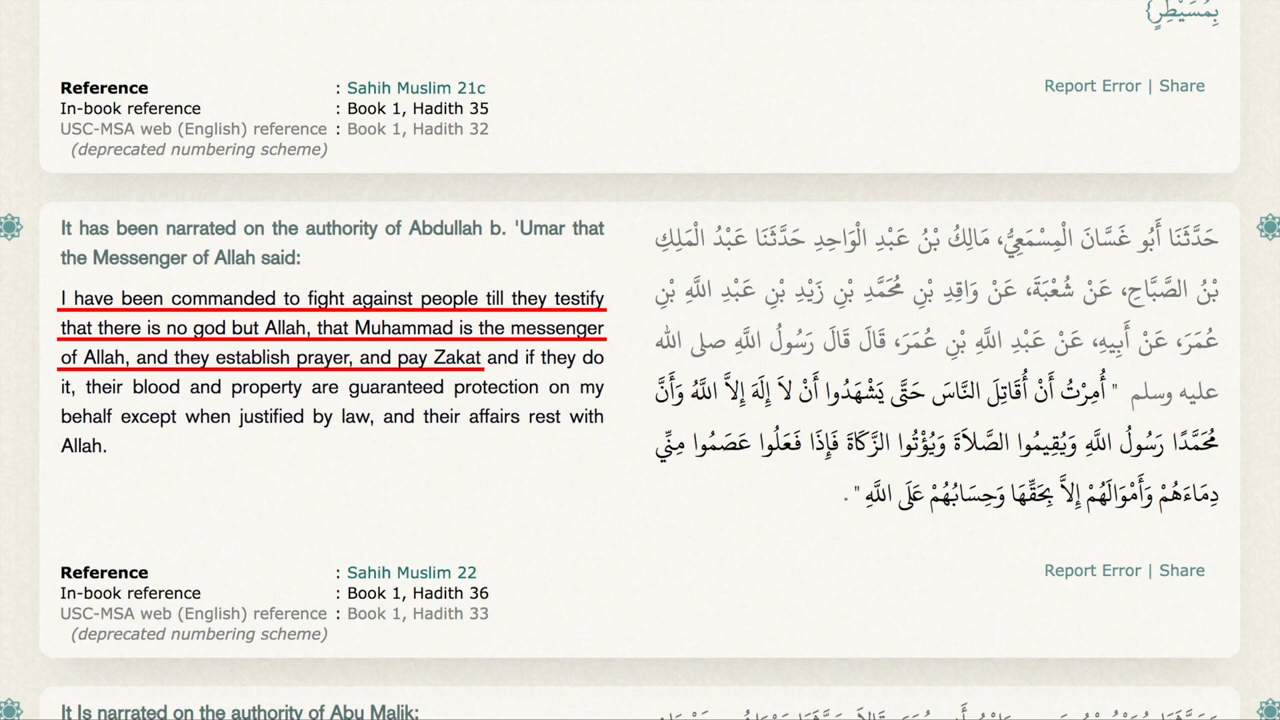 بِمُسَيْطِرٍ}
Reference : Sahih Muslim 21c
In-book reference : Book 1, Hadith 35
USC-MSA web (English) reference : Book 1, Hadith 32
(deprecated numbering scheme)
Report Error | Share
It has been narrated on the authority of Abdullah b. 'Umar that
the Messenger of Allah said:
I have been commanded to fight against people till they testify
that there is no god but Allah, that Muhammad is the messenger
of Allah, and they establish prayer, and pay Zakat and if they do
it, their blood and property are guaranteed protection on my
behalf except when justified by law, and their affairs rest with
Allah.
حَدَّثَنَا أَبُو غَسَّانَ الْمِسْمَعِيُّ، مَالِكُ بْنُ عَبْدِ الْوَاحِدِ حَدَّثَنَا عَبْدُ الْمَلِكِ
بْنُ الصَّبَّاحِ، عَنْ شُعْبَةَ، عَنْ وَاقِدِ بْنِ مُحَمَّدِ بْنِ زَيْدِ بْنِ عَبْدِ اللَّهِ بْنِ
عُمَرَ، عَنْ أَبِيهِ، عَنْ عَبْدِ اللَّهِ بْنِ عُمَرَ، قَالَ قَالَ رَسُولُ اللَّهِ صلى الله
عليه وسلم " أُمِرْتُ أَنْ أُقَاتِلَ النَّاسَ حَتَّى يَشْهَدُوا أَنْ لاَ إِلَهَ إِلاَّ اللَّهُ وَأَنَّ
مُحَمَّدًا رَسُولُ اللَّهِ وَيُقِيمُوا الصَّلاَةَ وَيُؤْتُوا الزَّكَاةَ فَإِذَا فَعَلُوا عَصَمُوا مِنِّي
دِمَاءَهُمْ وَأَمْوَالَهُمْ إِلاَّ بِحَقِّهَا وَحِسَابُهُمْ عَلَى اللَّهِ " .
Reference : Sahih Muslim 22
In-book reference : Book 1, Hadith 36
USC-MSA web (English) reference : Book 1, Hadith 33
(deprecated numbering scheme)
Report Error | Share
It Is narrated on the authority of Abu Malik: